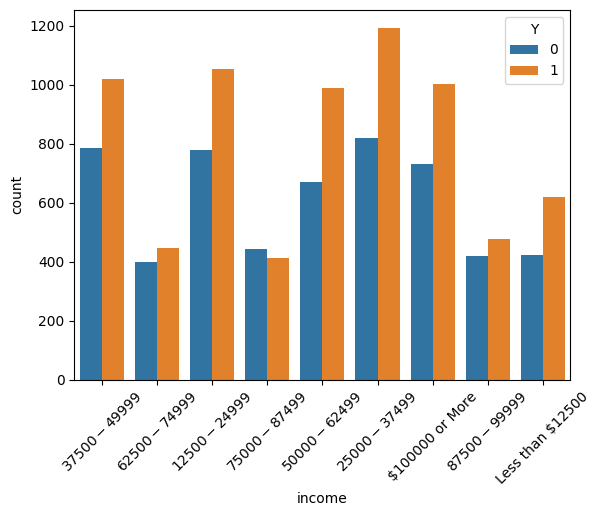 1200
1000
800
600
400
200
0
count
Y
0
1
37500 − 49999
62500 − 74999
12500 − 24999
75000 − 87499
50000 − 62499
25000 − 37499
$100000 or More
87500 − 99999
Less than $12500
income